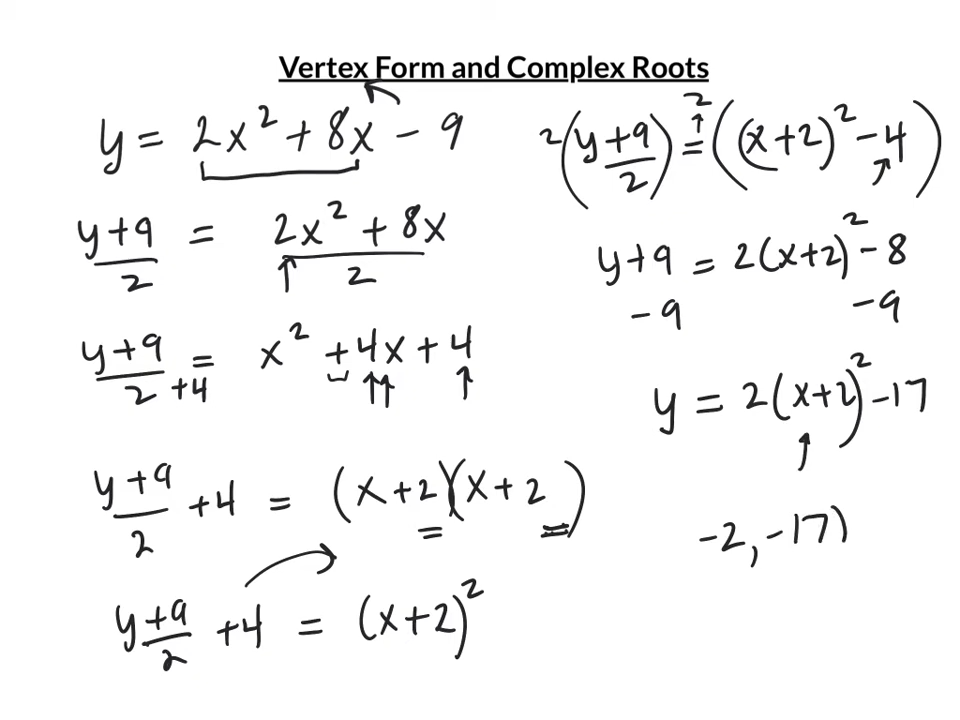 Vertex Form and Complex Roots
y = 2x² + 8x - 9
(y+9)/2 = (2x² + 8x)/2
(y+9)/2 +4 = x² +4x + 4
(y+9)/2 +4 = (x+2)(x+2)
(y+9)/2 +4 = (x+2)²
2((y+9)/2) = 2((x+2)² - 4)
y+9 = 2(x+2)² - 8
-9 -9
y = 2(x+2)² -17
-2, -17)